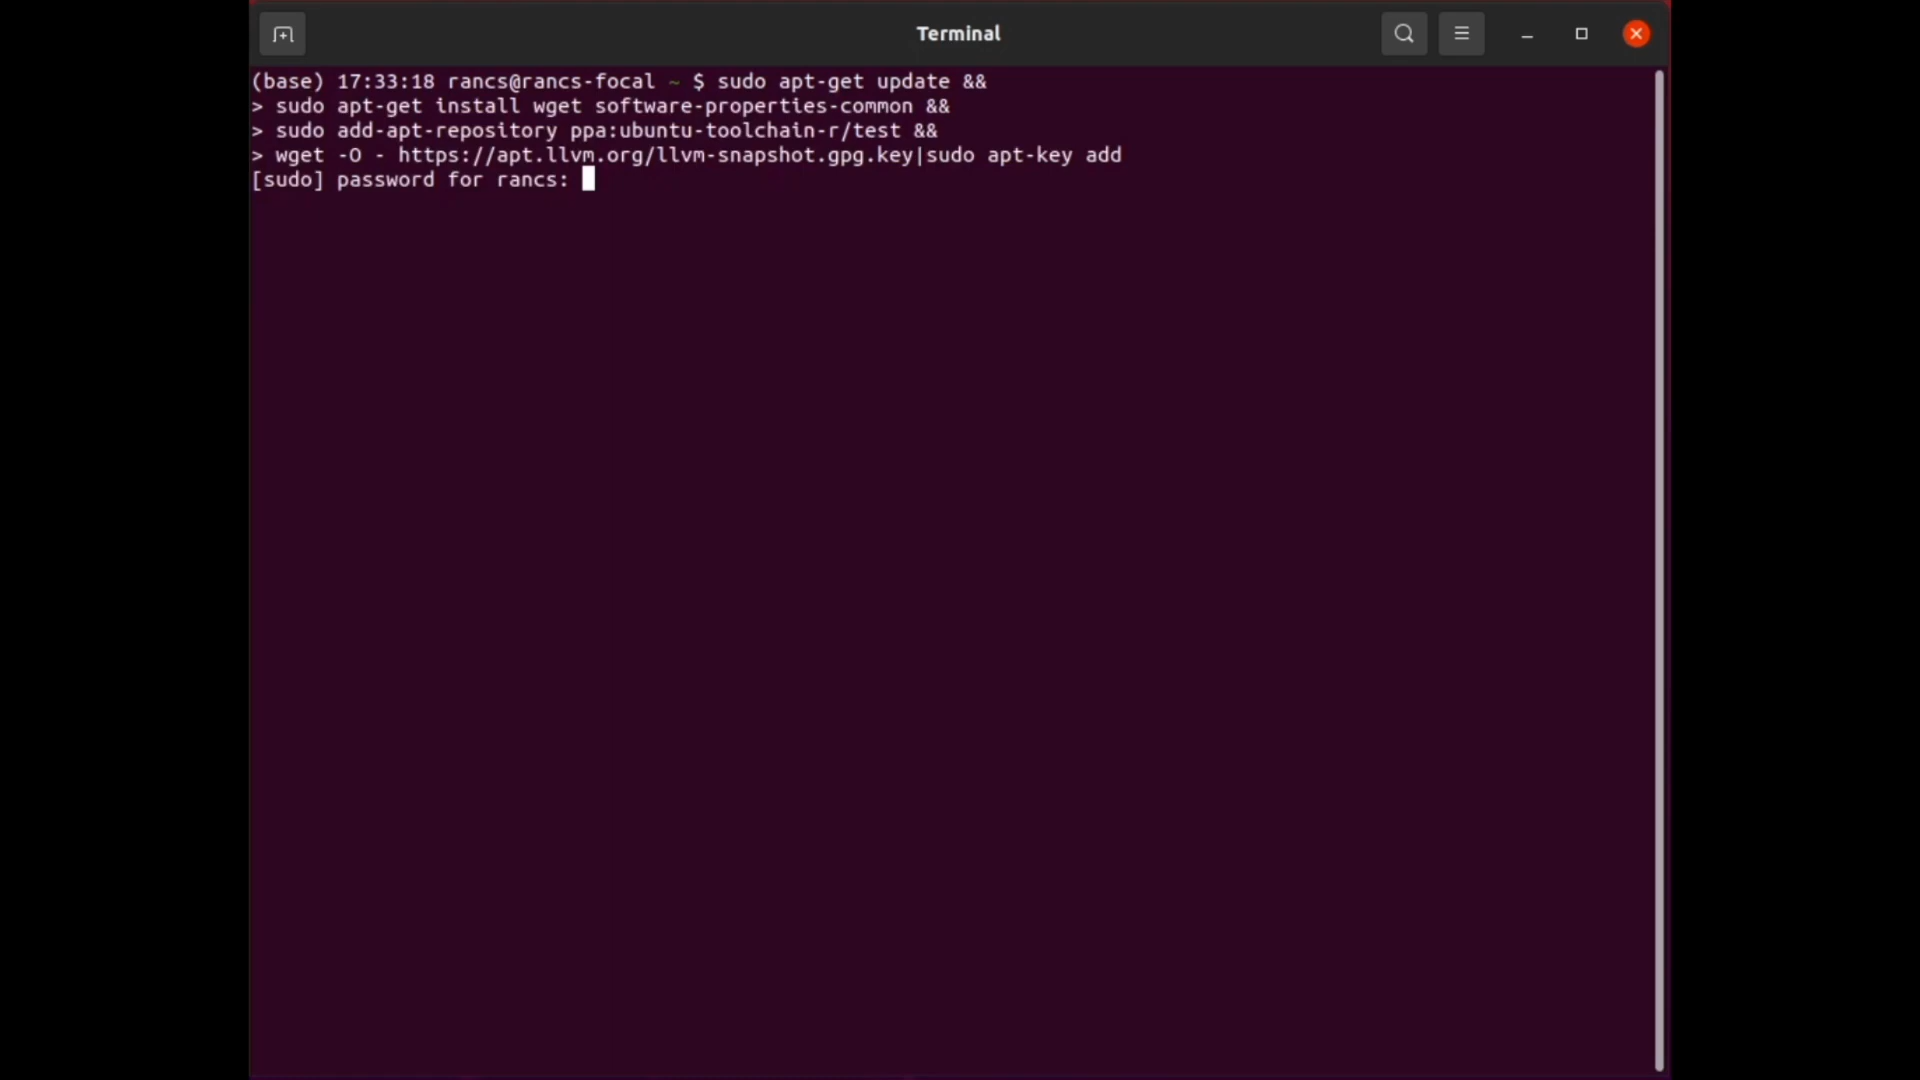 Terminal
(base) 17:33:18 rancs@rancs-focal ~ $ sudo apt-get update &&
> sudo apt-get install wget software-properties-common &&
> sudo add-apt-repository ppa:ubuntu-toolchain-r/test &&
> wget -O - https://apt.llvm.org/llvm-snapshot.gpg.key|sudo apt-key add
[sudo] password for rancs: